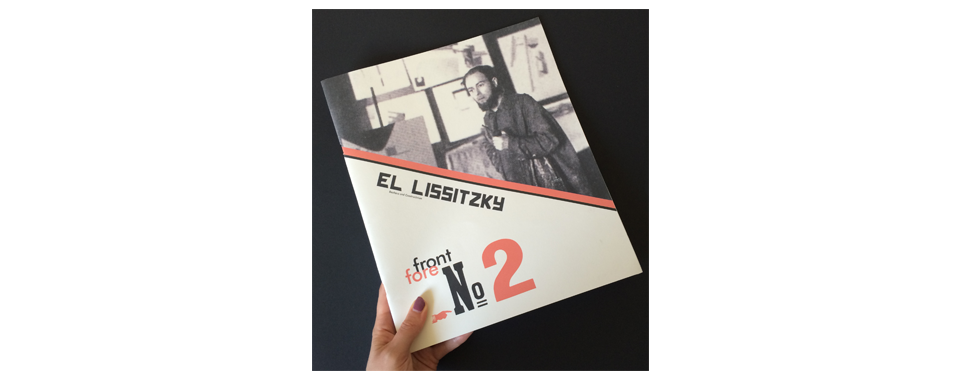 EL LISSITZKY
front
fore
No
2